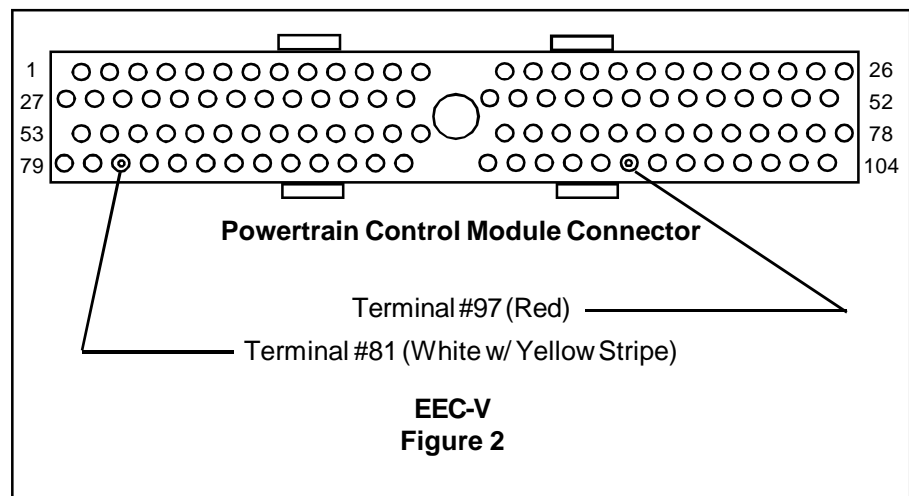 1 26
27 52
53 78
79 104
Powertrain Control Module Connector
Terminal #97 (Red)
Terminal #81 (White w/ Yellow Stripe)
EEC-V
Figure 2